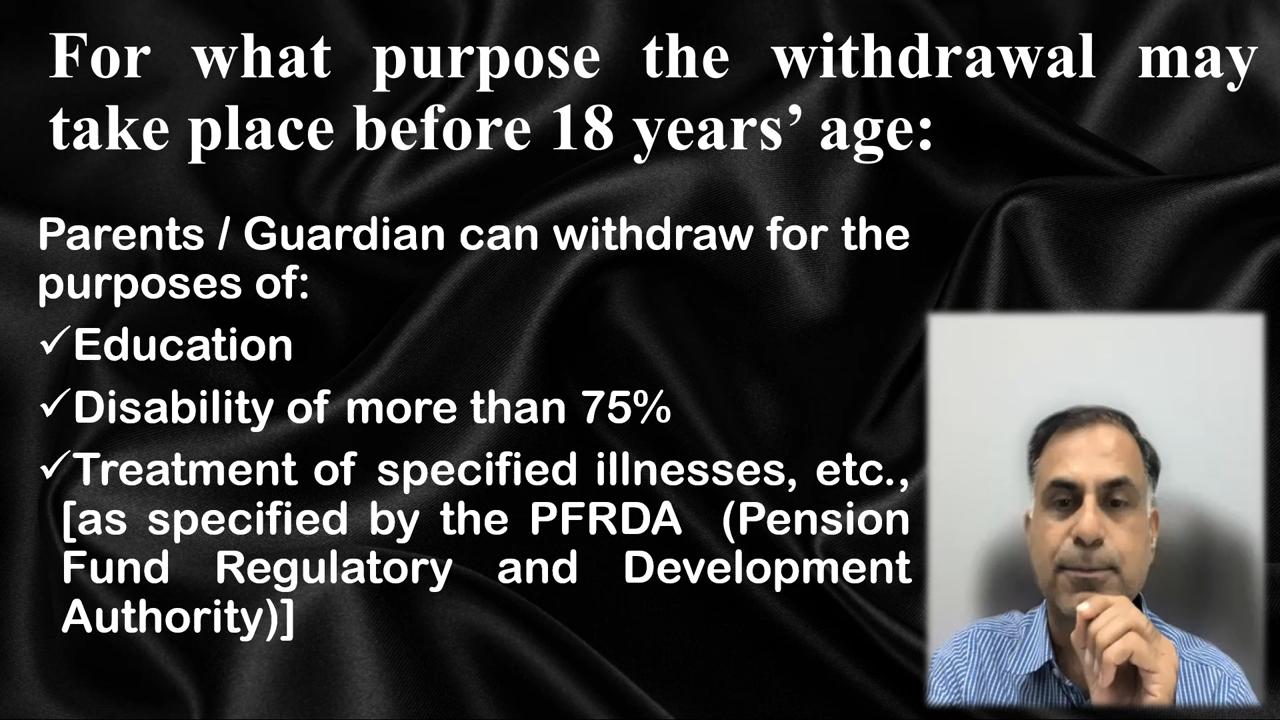 For what purpose the withdrawal may
take place before 18 years’ age:
Parents / Guardian can withdraw for the
purposes of:
✓Education
✓Disability of more than 75%
✓Treatment of specified illnesses, etc.,
[as specified by the PFRDA (Pension
Fund Regulatory and Development
Authority)]